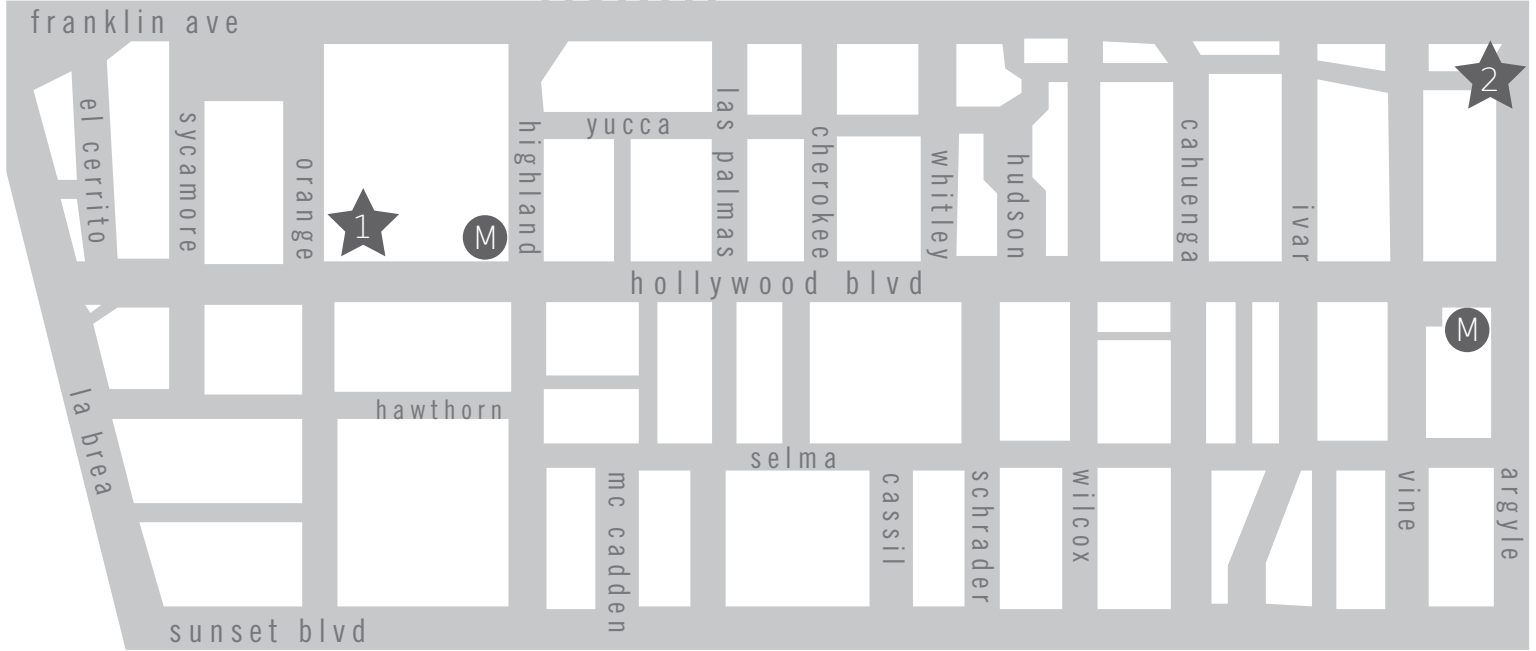 franklin ave
el cerrito
sycamore
orange
highland
yucca
las palmas
cherokee
whitley
hudson
cahuenga
ivar
2
1
M
hollywood blvd
M
la brea
hawthorn
selma
mc cadden
cassil
schrader
wilcox
vine
argyle
sunset blvd